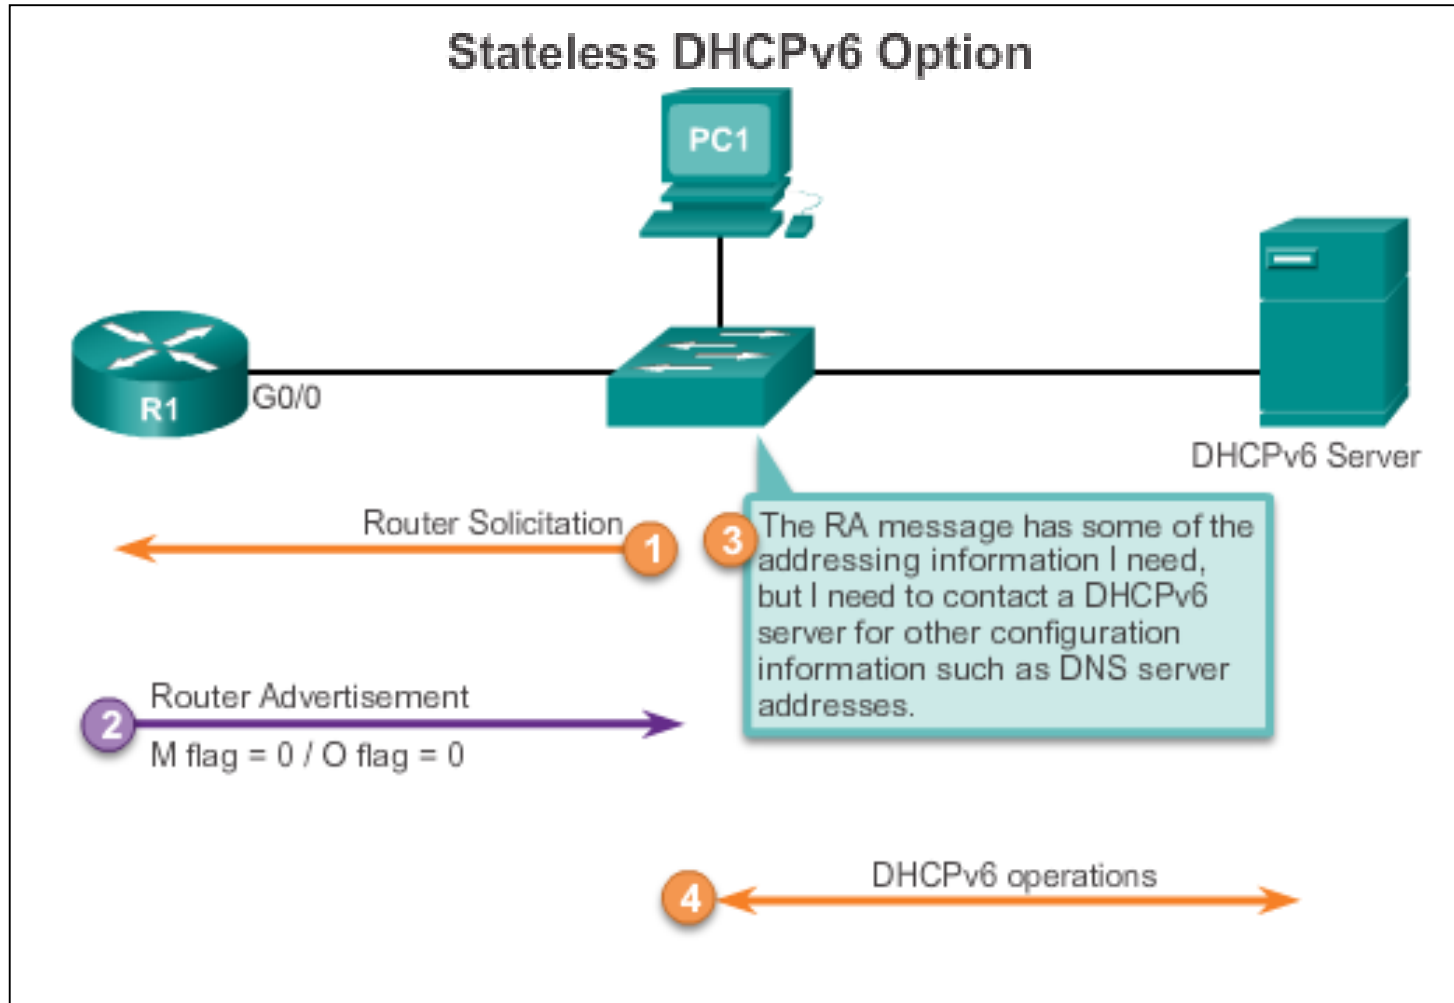 Stateless DHCPv6 Option
PC1
R1
G0/0
DHCPv6 Server
Router Solicitation
1
3
The RA message has some of the
addressing information I need,
but I need to contact a DHCPv6
server for other configuration
information such as DNS server
addresses.
2
Router Advertisement
M flag = 0 / O flag = 0
4
DHCPv6 operations